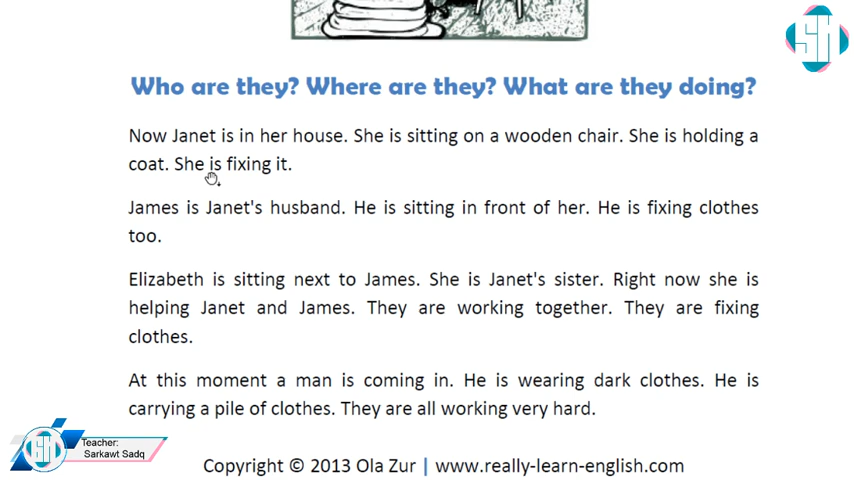 SH
Who are they? Where are they? What are they doing?
Now Janet is in her house. She is sitting on a wooden chair. She is holding a
coat. She is fixing it.
James is Janet's husband. He is sitting in front of her. He is fixing clothes
too.
Elizabeth is sitting next to James. She is Janet's sister. Right now she is
helping Janet and James. They are working together. They are fixing
clothes.
At this moment a man is coming in. He is wearing dark clothes. He is
carrying a pile of clothes. They are all working very hard.
SH
Teacher:
Sarkawt Sadq
Copyright © 2013 Ola Zur | www.really-learn-english.com